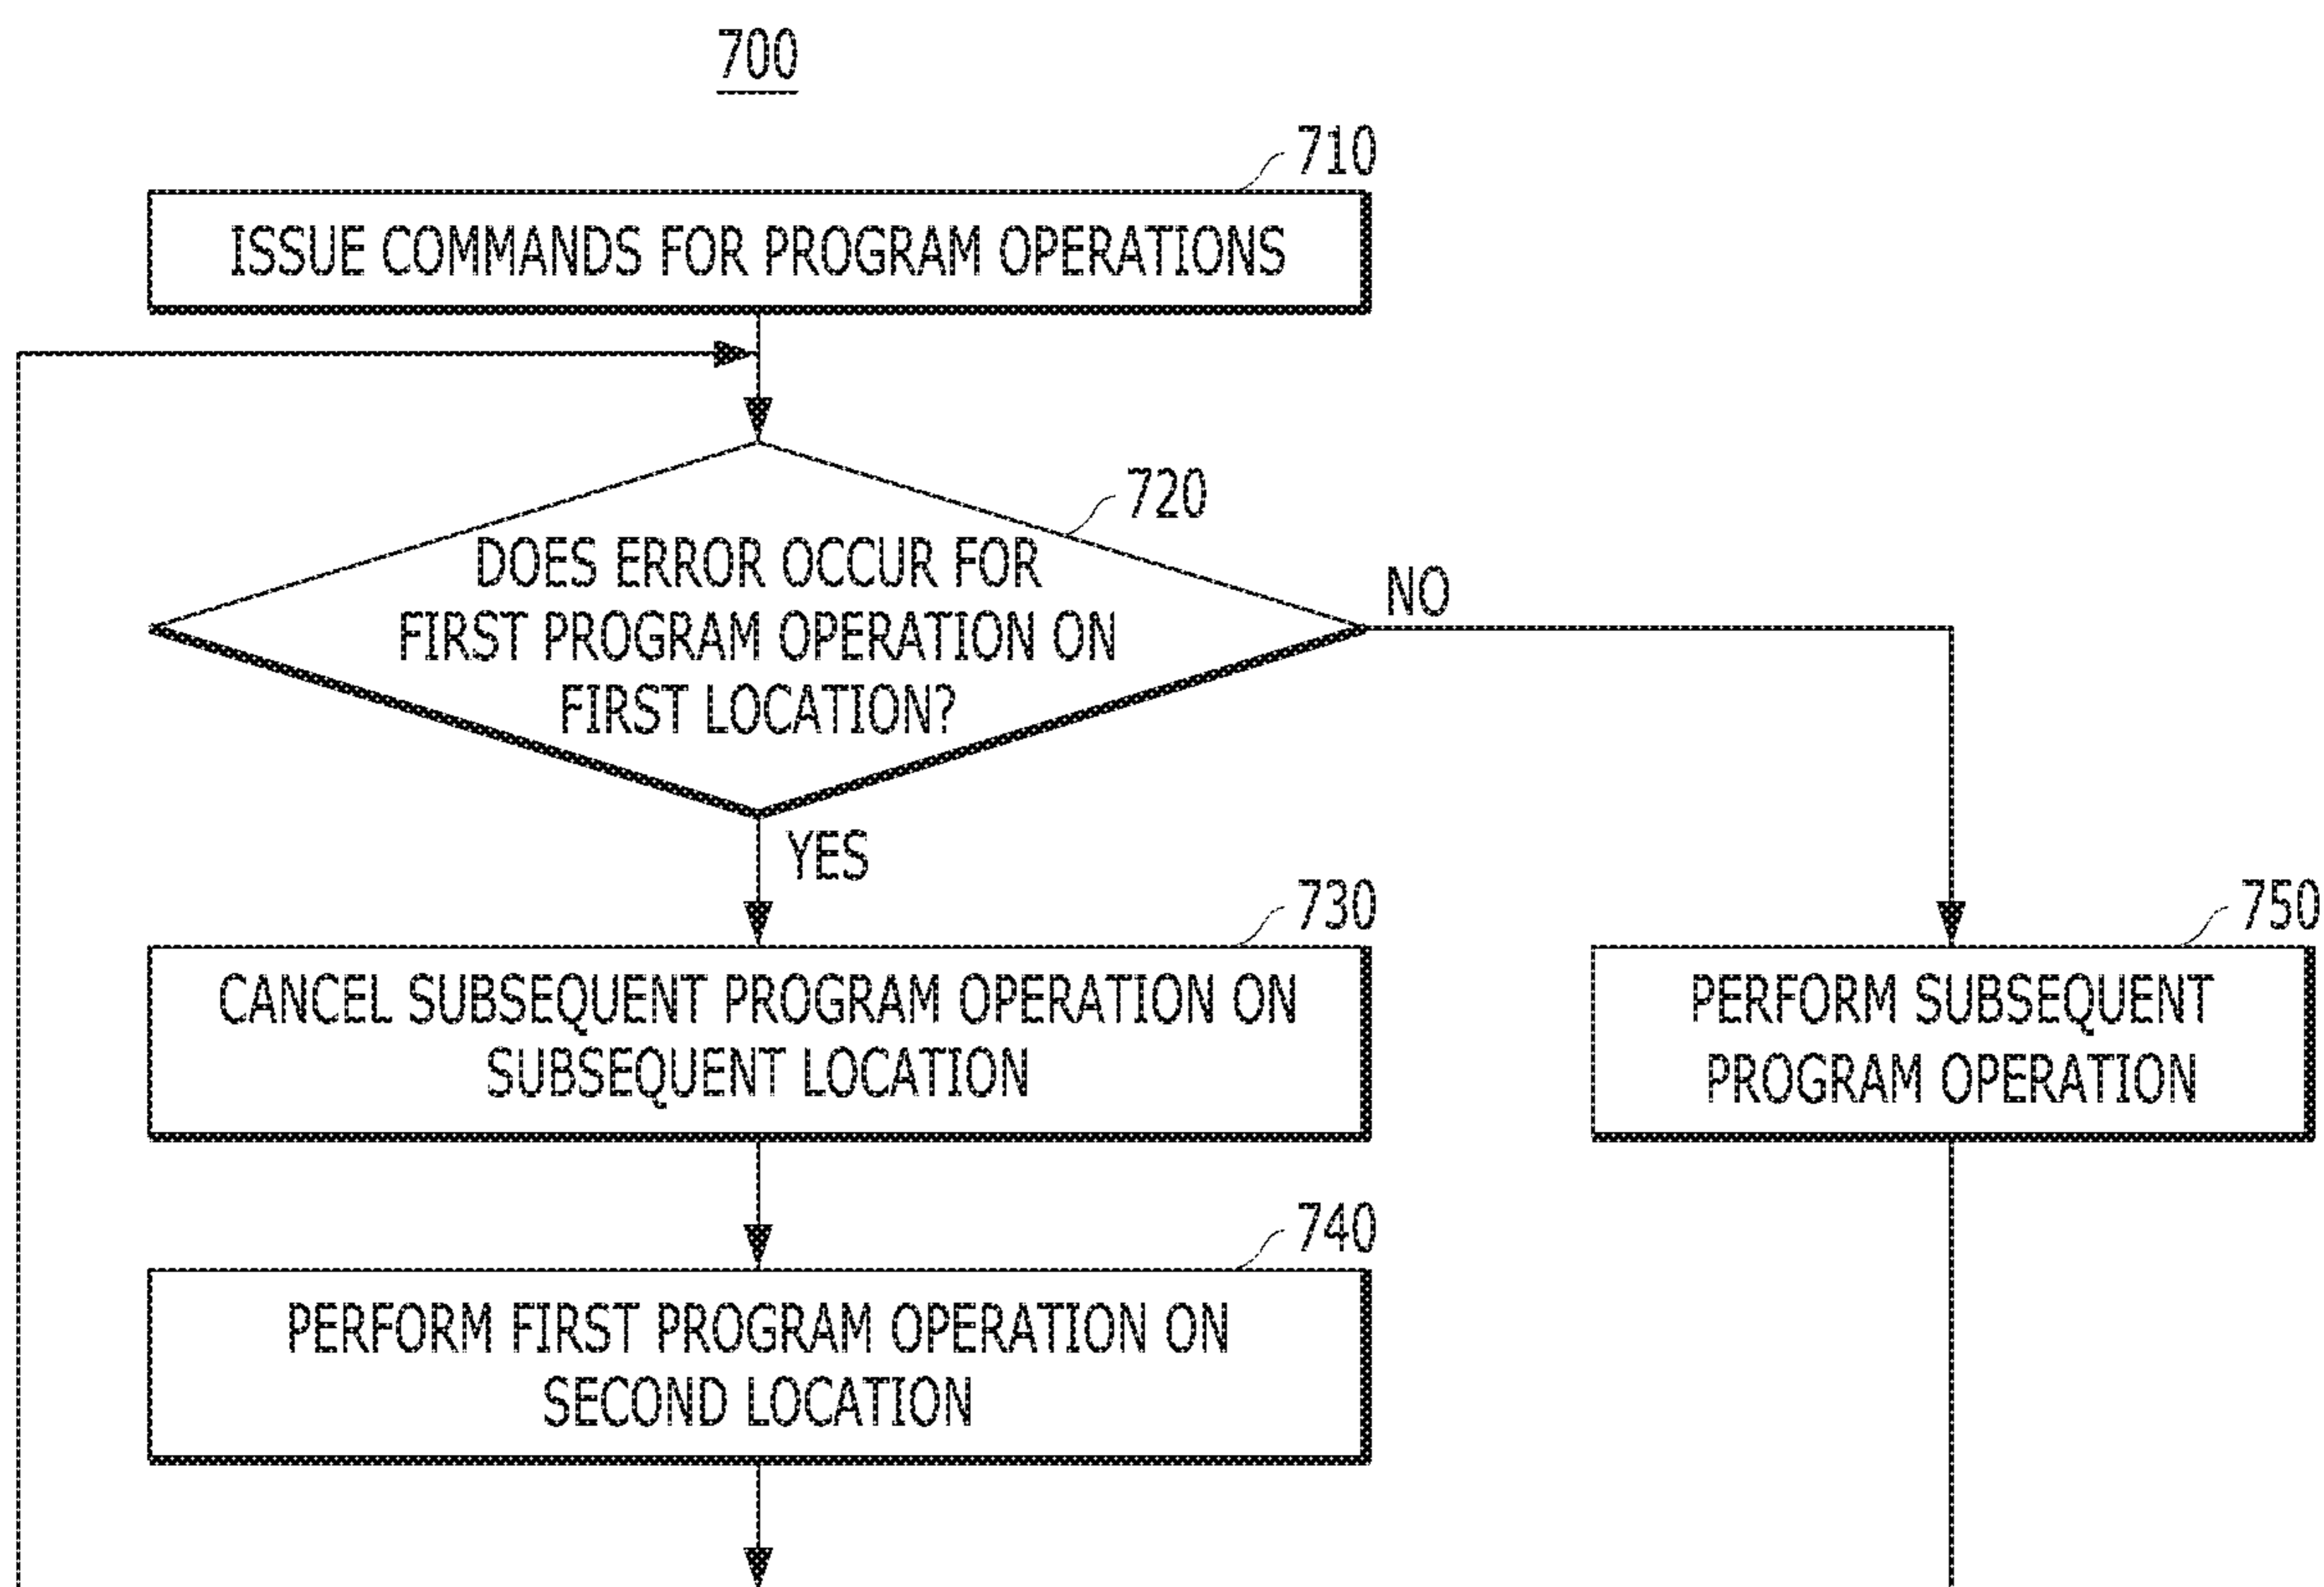 700
710
ISSUE COMMANDS FOR PROGRAM OPERATIONS
720
DOES ERROR OCCUR FOR
FIRST PROGRAM OPERATION ON
FIRST LOCATION?
NO
YES
730
CANCEL SUBSEQUENT PROGRAM OPERATION ON
SUBSEQUENT LOCATION
750
PERFORM SUBSEQUENT
PROGRAM OPERATION
740
PERFORM FIRST PROGRAM OPERATION ON
SECOND LOCATION